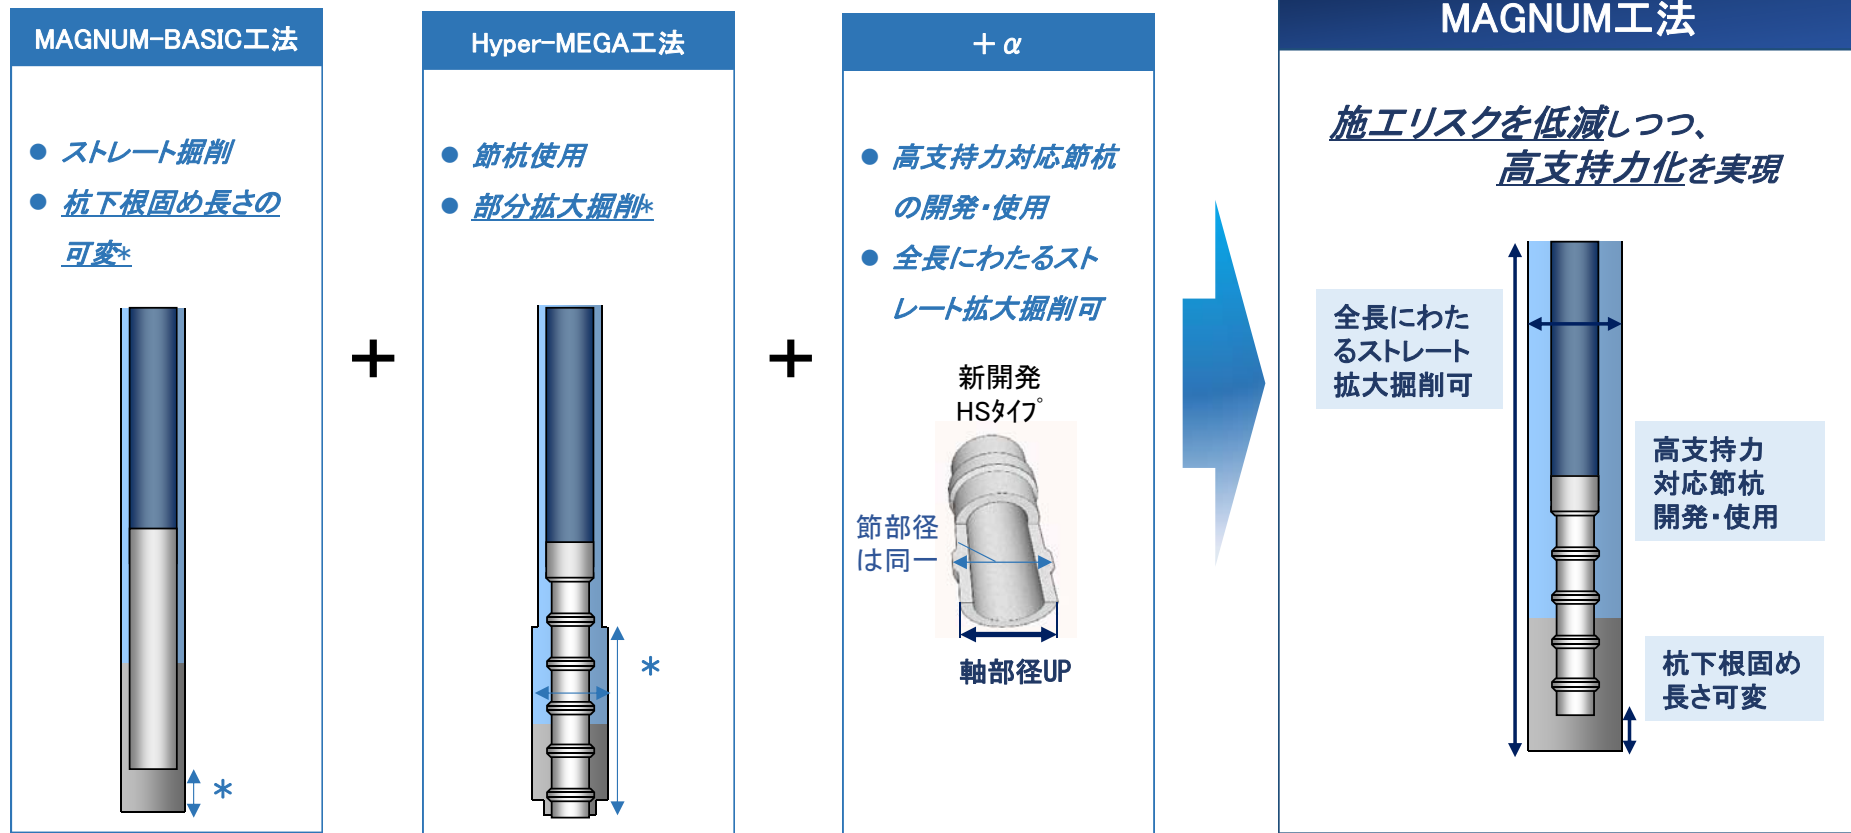 MAGNUM-BASIC工法
● ストレート掘削
● 杭下根固め長さの
可変*
*
+
Hyper-MEGA工法
● 節杭使用
● 部分拡大掘削*
*
+
+α
● 高支持力対応節杭
の開発・使用
● 全長にわたるスト
レート拡大掘削可
新開発
HSタイプ
節部径
は同一
軸部径UP
MAGNUM工法
施工リスクを低減しつつ、
高支持力化を実現
全長にわた
るストレート
拡大掘削可
高支持力
対応節杭
開発・使用
杭下根固め
長さ可変